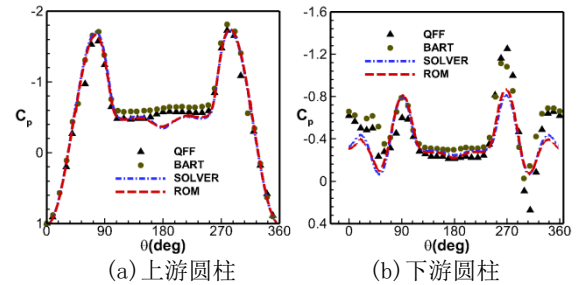 -2
-1
C_p
0
1
QFF
BART
SOLVER
ROM
0 90 180 270 360
θ(deg)
(a)上游圆柱
-1.6
-1.2
-0.8
C_p
-0.4
0
0.4
QFF
BART
SOLVER
ROM
0 90 180 270 360
θ(deg)
(b)下游圆柱